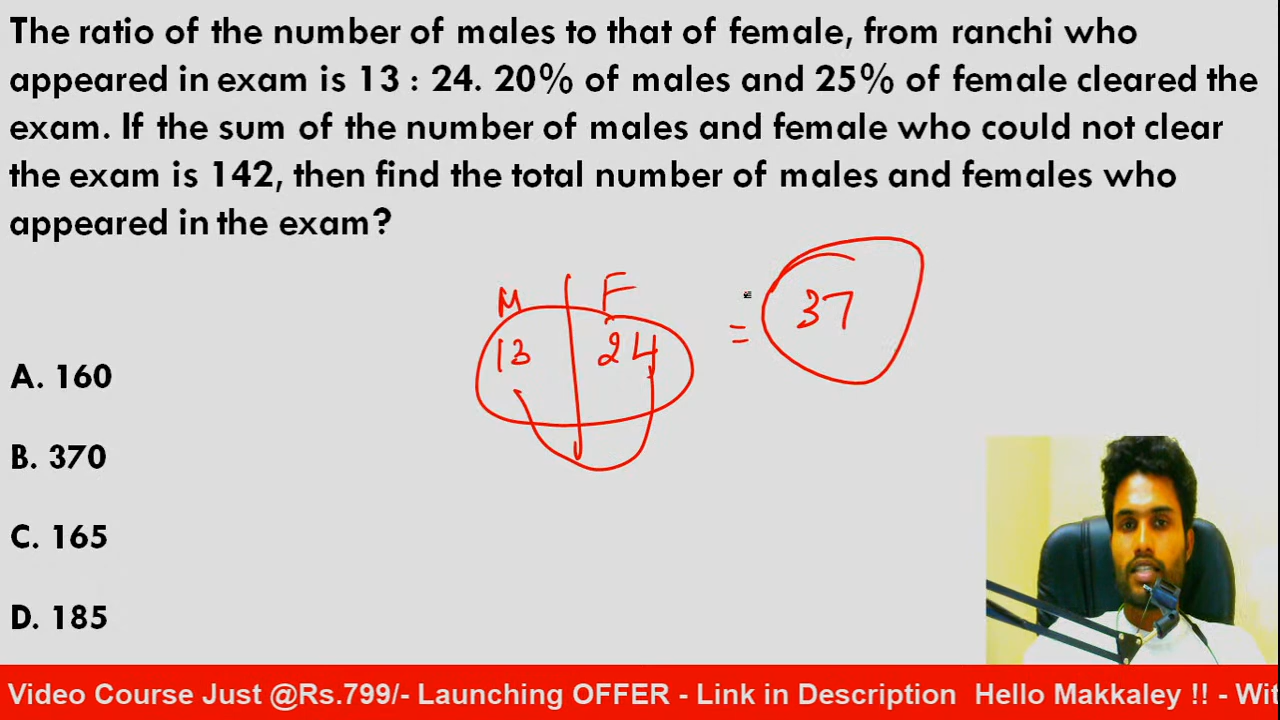 The ratio of the number of males to that of female, from ranchi who
appeared in exam is 13 : 24. 20% of males and 25% of female cleared the
exam. If the sum of the number of males and female who could not clear
the exam is 142, then find the total number of males and females who
appeared in the exam?
M F
13 24 = 37
A. 160
B. 370
C. 165
D. 185
Video Course Just @Rs.799/- Launching OFFER - Link in Description Hello Makkaley !! - Wit